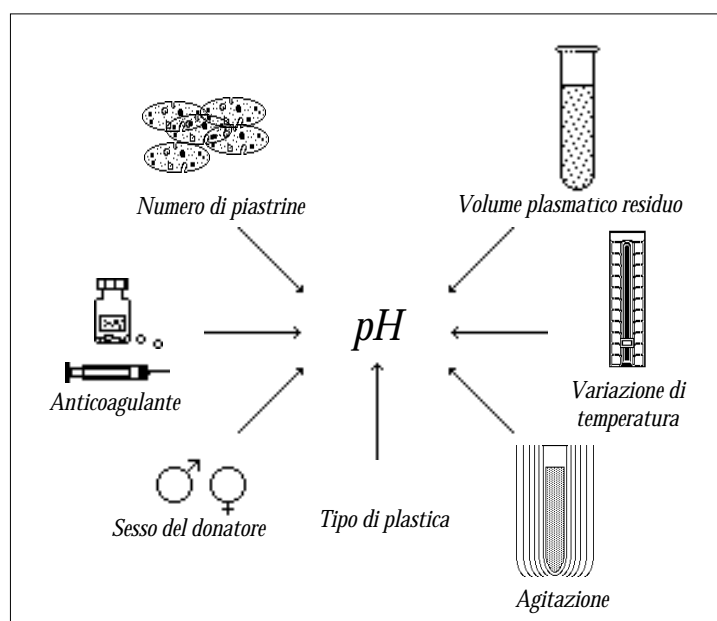 Numero di piastrine
Volume plasmatico residuo
pH
Anticoagulante
Variazione di
temperatura
Sesso del donatore
Tipo di plastica
Agitazione